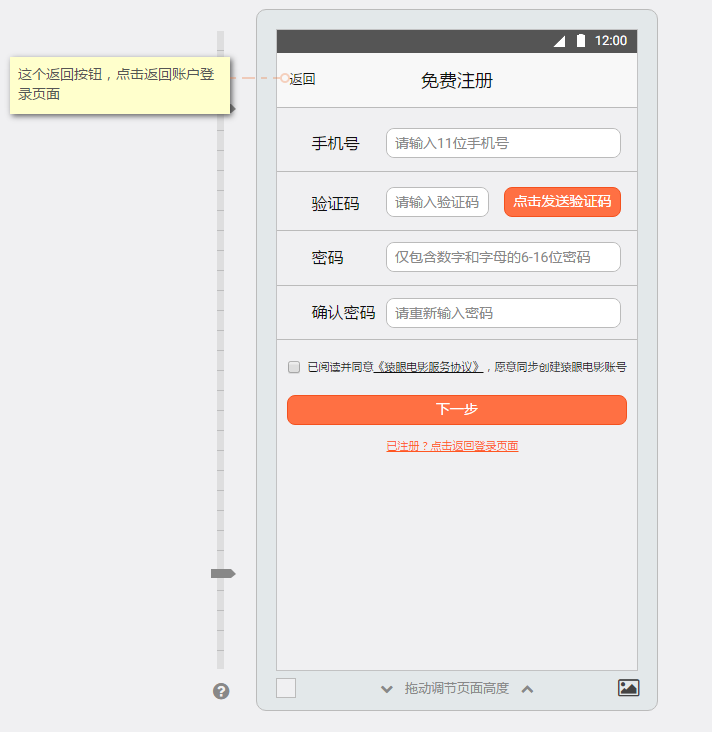 12:00
这个返回按钮，点击返回账户登
录页面
返回
免费注册
手机号
请输入11位手机号
验证码
请输入验证码
点击发送验证码
密码
仅包含数字和字母的6-16位密码
确认密码
请重新输入密码
已阅读并同意《猿眼电影服务协议》，愿意同步创建猿眼电影账号
下一步
已注册？点击返回登录页面
拖动调节页面高度
?